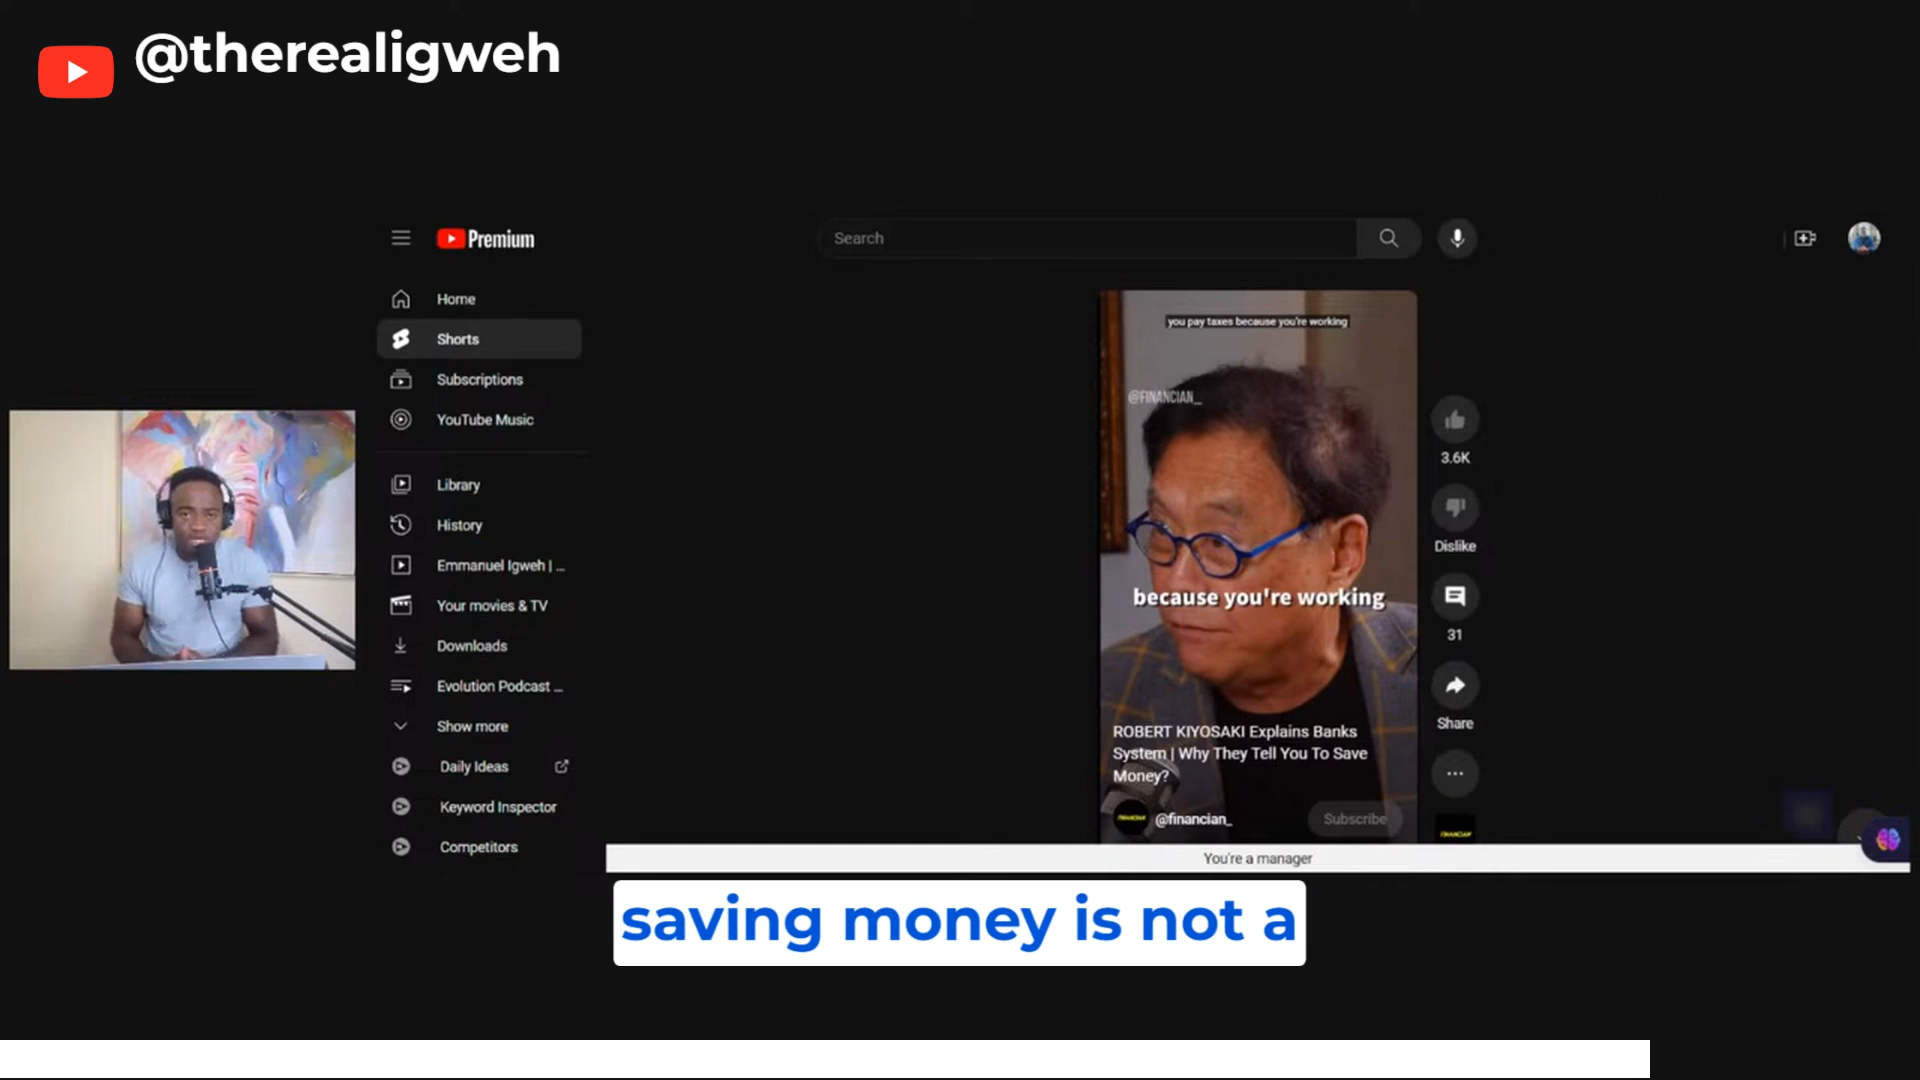 @therealigweh
Premium
Search
Home
Shorts
Subscriptions
YouTube Music
Library
History
Emmanuel Igweh | ...
Your movies & TV
Downloads
Evolution Podcast ...
Show more
Daily Ideas
Keyword Inspector
Competitors
you pay taxes because you're working
@FINANCIAN_
because you're working
ROBERT KIYOSAKI Explains Banks
System | Why They Tell You To Save
Money?
@financian_
Subscribe
3.6K
Dislike
31
Share
FINANCIAN
You're a manager
saving money is not a